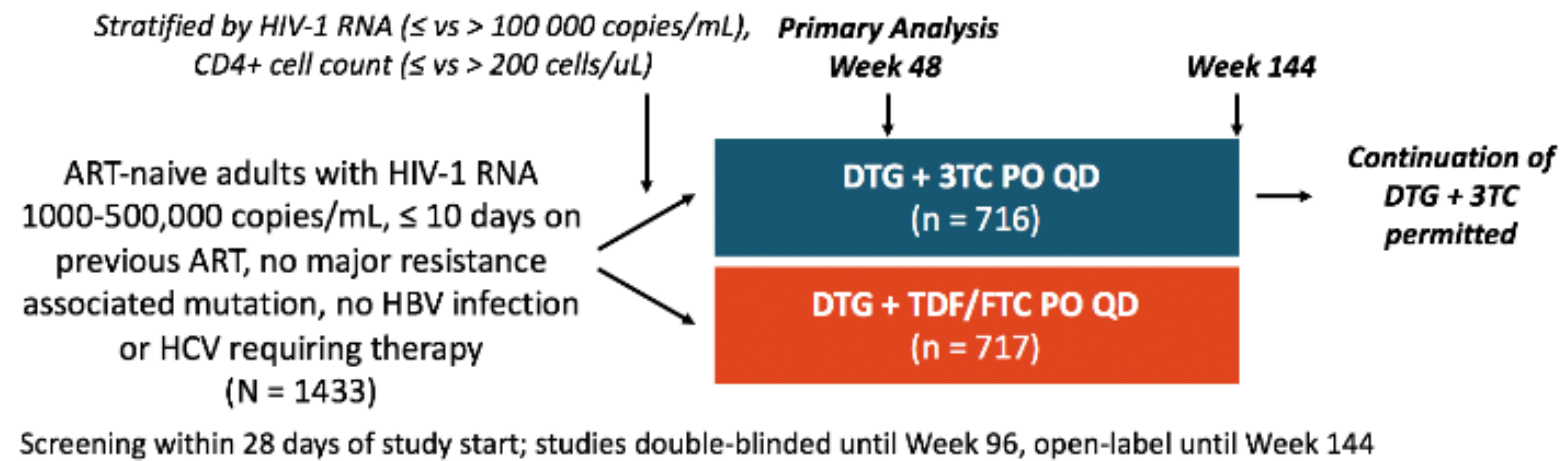 Stratified by HIV-1 RNA (≤ vs > 100 000 copies/mL),
CD4+ cell count (≤ vs > 200 cells/uL)
Primary Analysis
Week 48
Week 144
ART-naive adults with HIV-1 RNA
1000-500,000 copies/mL, ≤ 10 days on
previous ART, no major resistance
associated mutation, no HBV infection
or HCV requiring therapy
(N = 1433)
DTG + 3TC PO QD
(n = 716)
DTG + TDF/FTC PO QD
(n = 717)
Continuation of
DTG + 3TC
permitted
Screening within 28 days of study start; studies double-blinded until Week 96, open-label until Week 144